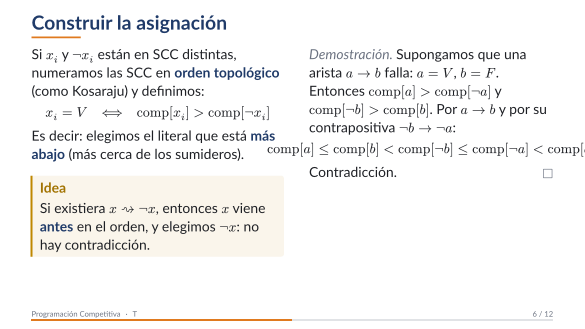 Construir la asignación
Si x_i y ¬x_i están en SCC distintas,
numeramos las SCC en orden topológico
(como Kosaraju) y definimos:
x_i = V ⟺ comp[x_i] > comp[¬x_i]
Es decir: elegimos el literal que está más
abajo (más cerca de los sumideros).
Idea
Si existiera x ⇝ ¬x, entonces x viene
antes en el orden, y elegimos ¬x: no
hay contradicción.
Demostración. Supongamos que una
arista a → b falla: a = V, b = F.
Entonces comp[a] > comp[¬a] y
comp[¬b] > comp[b]. Por a → b y por su
contrapositiva ¬b → ¬a:
comp[a] ≤ comp[b] < comp[¬b] ≤ comp[¬a] < comp[
Contradicción. □
Programación Competitiva · T
6 / 12